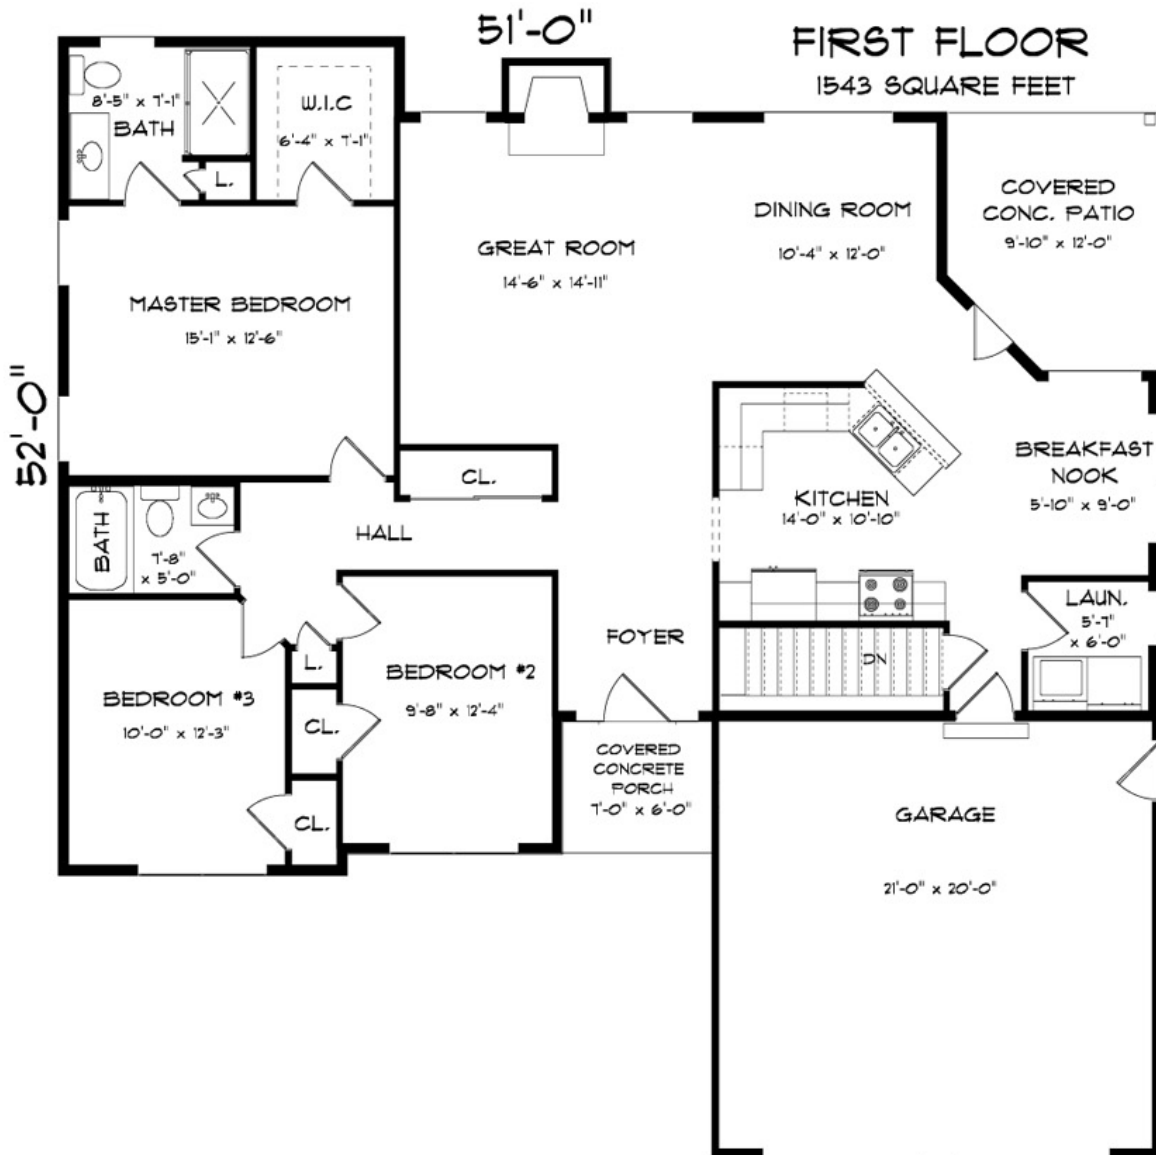 51'-0"
FIRST FLOOR
1543 SQUARE FEET
8'-5" x 7'-1"
BATH
W.I.C
6'-4" x 7'-1"
L.
COVERED
CONC. PATIO
9'-10" x 12'-0"
DINING ROOM
10'-4" x 12'-0"
GREAT ROOM
14'-6" x 14'-11"
MASTER BEDROOM
15'-1" x 12'-6"
52'-0"
CL.
BREAKFAST
NOOK
5'-10" x 9'-0"
KITCHEN
14'-0" x 10'-10"
HALL
BATH
7'-8"
x 5'-0"
LAUN.
5'-7"
x 6'-0"
FOYER
DN
L.
BEDROOM #2
9'-8" x 12'-4"
BEDROOM #3
10'-0" x 12'-3"
CL.
CL.
COVERED
CONCRETE
PORCH
7'-0" x 6'-0"
GARAGE
21'-0" x 20'-0"